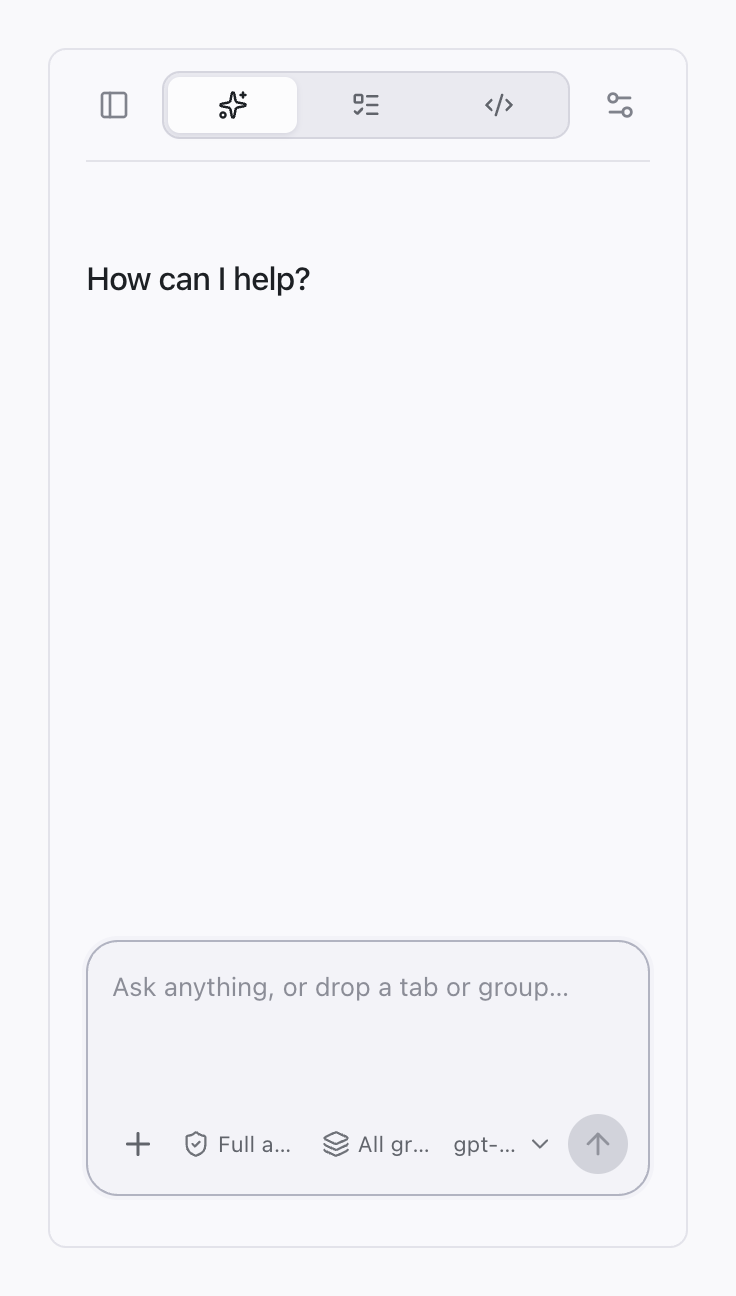 How can I help?
Ask anything, or drop a tab or group...
Full a... All gr... gpt-...